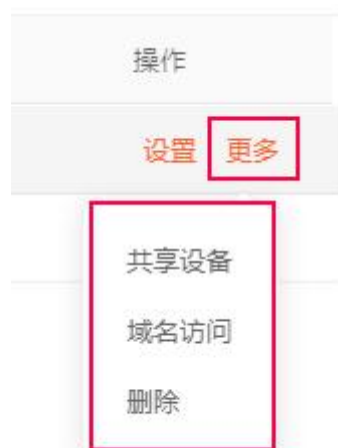 操作
设置 更多
共享设备
域名访问
删除